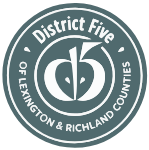 District Five
OF LEXINGTON & RICHLAND COUNTIES